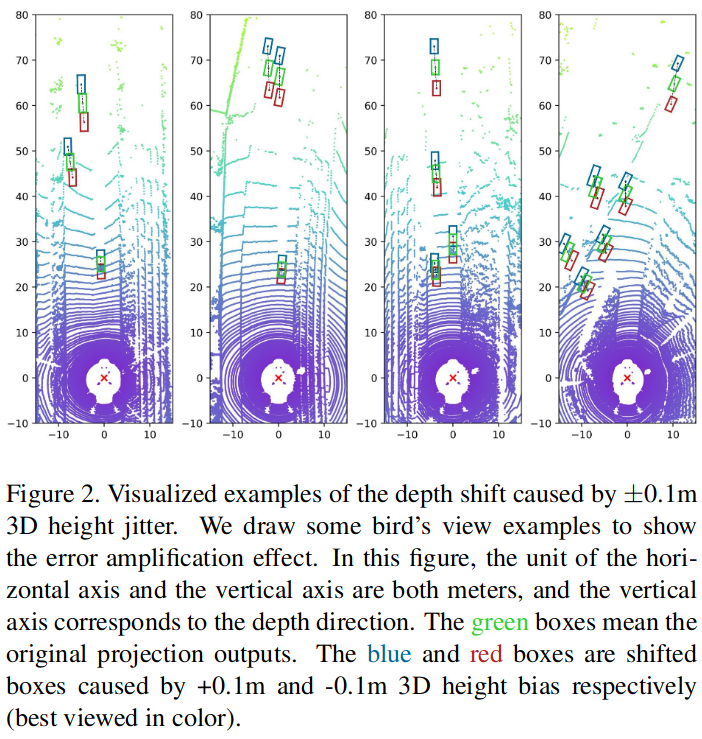 80 80 80 80
70 70 70 70
60 60 60 60
50 50 50 50
40 40 40 40
30 30 30 30
20 20 20 20
10 10 10 10
0 0 0 0
−10 −10 −10 −10
−10 0 10 −10 0 10 −10 0 10 −10 0 10
Figure 2. Visualized examples of the depth shift caused by ±0.1m
3D height jitter. We draw some bird's view examples to show
the error amplification effect. In this figure, the unit of the hori-
zontal axis and the vertical axis are both meters, and the vertical
axis corresponds to the depth direction. The green boxes mean the
original projection outputs. The blue and red boxes are shifted
boxes caused by +0.1m and -0.1m 3D height bias respectively
(best viewed in color).